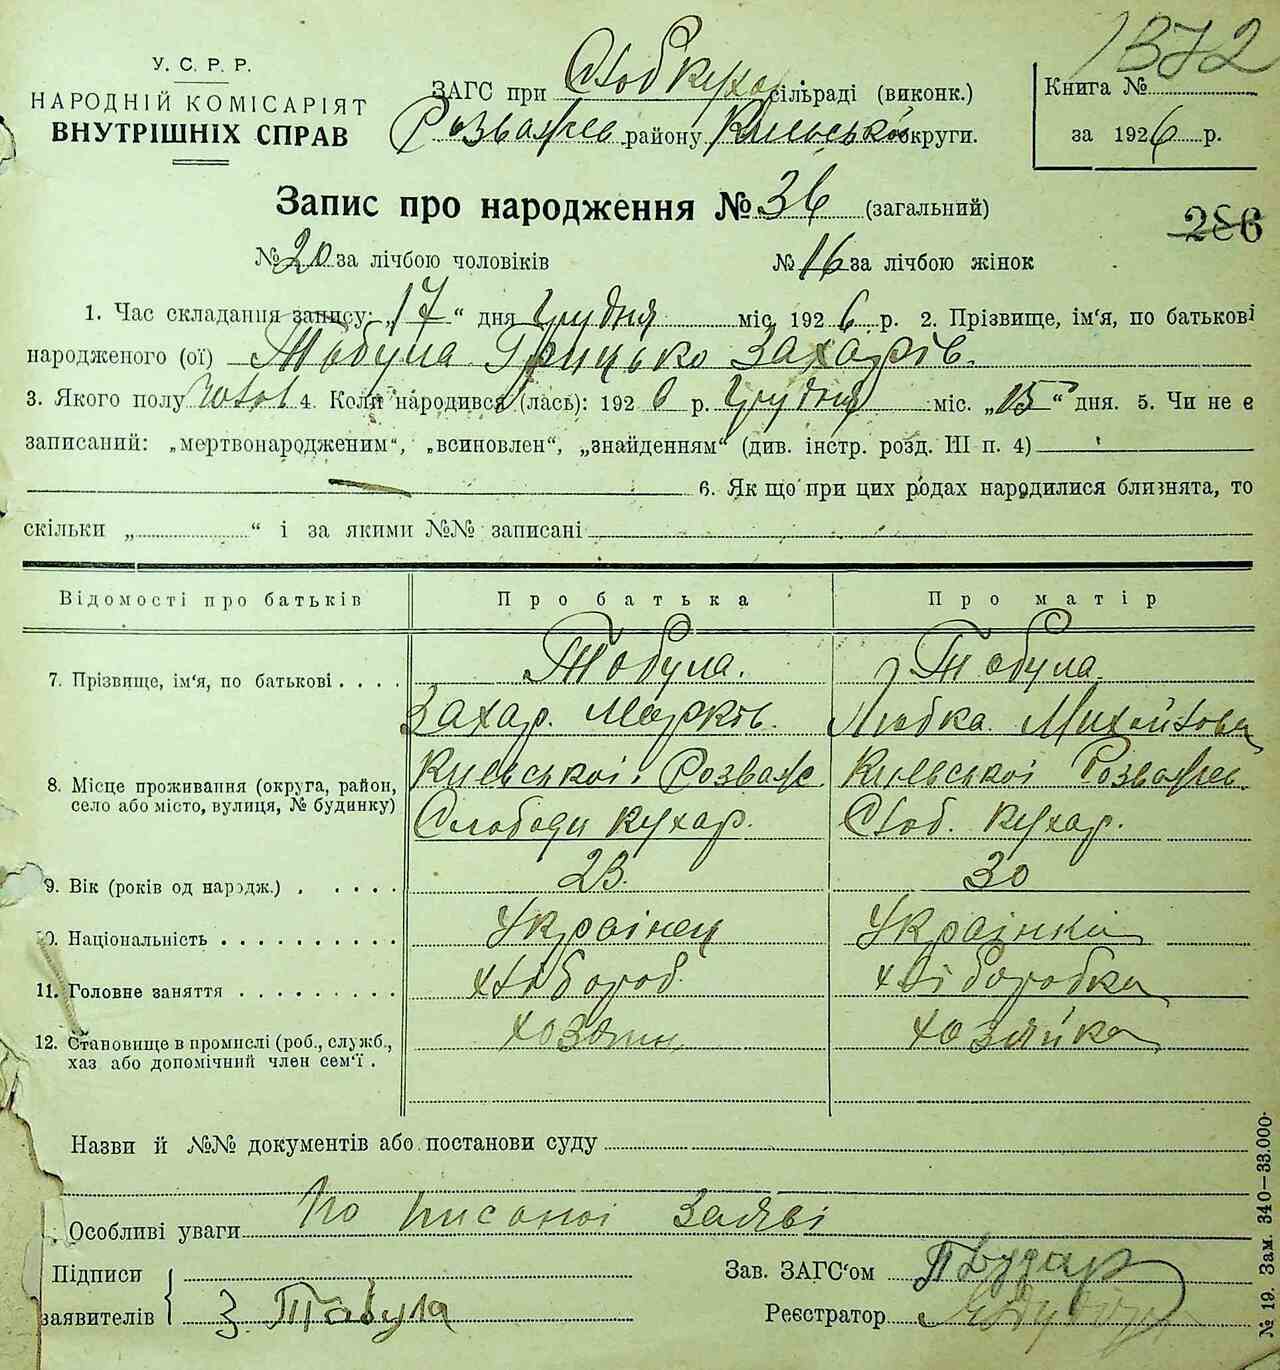 1372
У. С. Р. Р.
НАРОДНІЙ КОМІСАРІЯТ
ВНУТРІШНІХ СПРАВ
ЗАГС при Слобкухар сільраді (виконк.)
Розважев району Київської округи.
Книга №
за 1926 р.
Запис про народження № 36 (загальний)
286
№ 20 за лічбою чоловіків № 16 за лічбою жінок
1. Час складання запису: „17“ дня Грудня міс. 1926 р. 2. Прізвище, ім'я, по батькові
народженого (ої) Табула Грицько Захарів.
3. Якого полу 4. Коли народився (лась): 1926 р. Грудня міс. „15“ дня. 5. Чи не є
записаний: „мертвонародженим“, „всиновлен“, „знайденням“ (див. інстр. розд. III п. 4)
6. Як що при цих родах народилися близнята, то
скільки „ “ і за якими №№ записані
Відомості про батьків Про батька Про матір
7. Прізвище, ім'я, по батькові Табула. Табула
Захар. Марків. Любка Михайлова
8. Місце проживання (округа, район, Київської. Розваж Київської Розважев.
село або місто, вулиця, № будинку) Слободи Кухар. Слоб. Кухар.
9. Вік (років од народж.) 23. 30
10. Національність Українец Українка
11. Головне заняття хлібороб. хліборобка
12. Становище в промислі (роб., служб., хозяин хозяйка
хаз або допомічний член сем'ї.
Назви й №№ документів або постанови суду
Особливі уваги По писаної заяві
Підписи
заявителів З. Табула
Зав. ЗАГС'ом
Реєстратор
№ 19. Зам. 340—33.000.